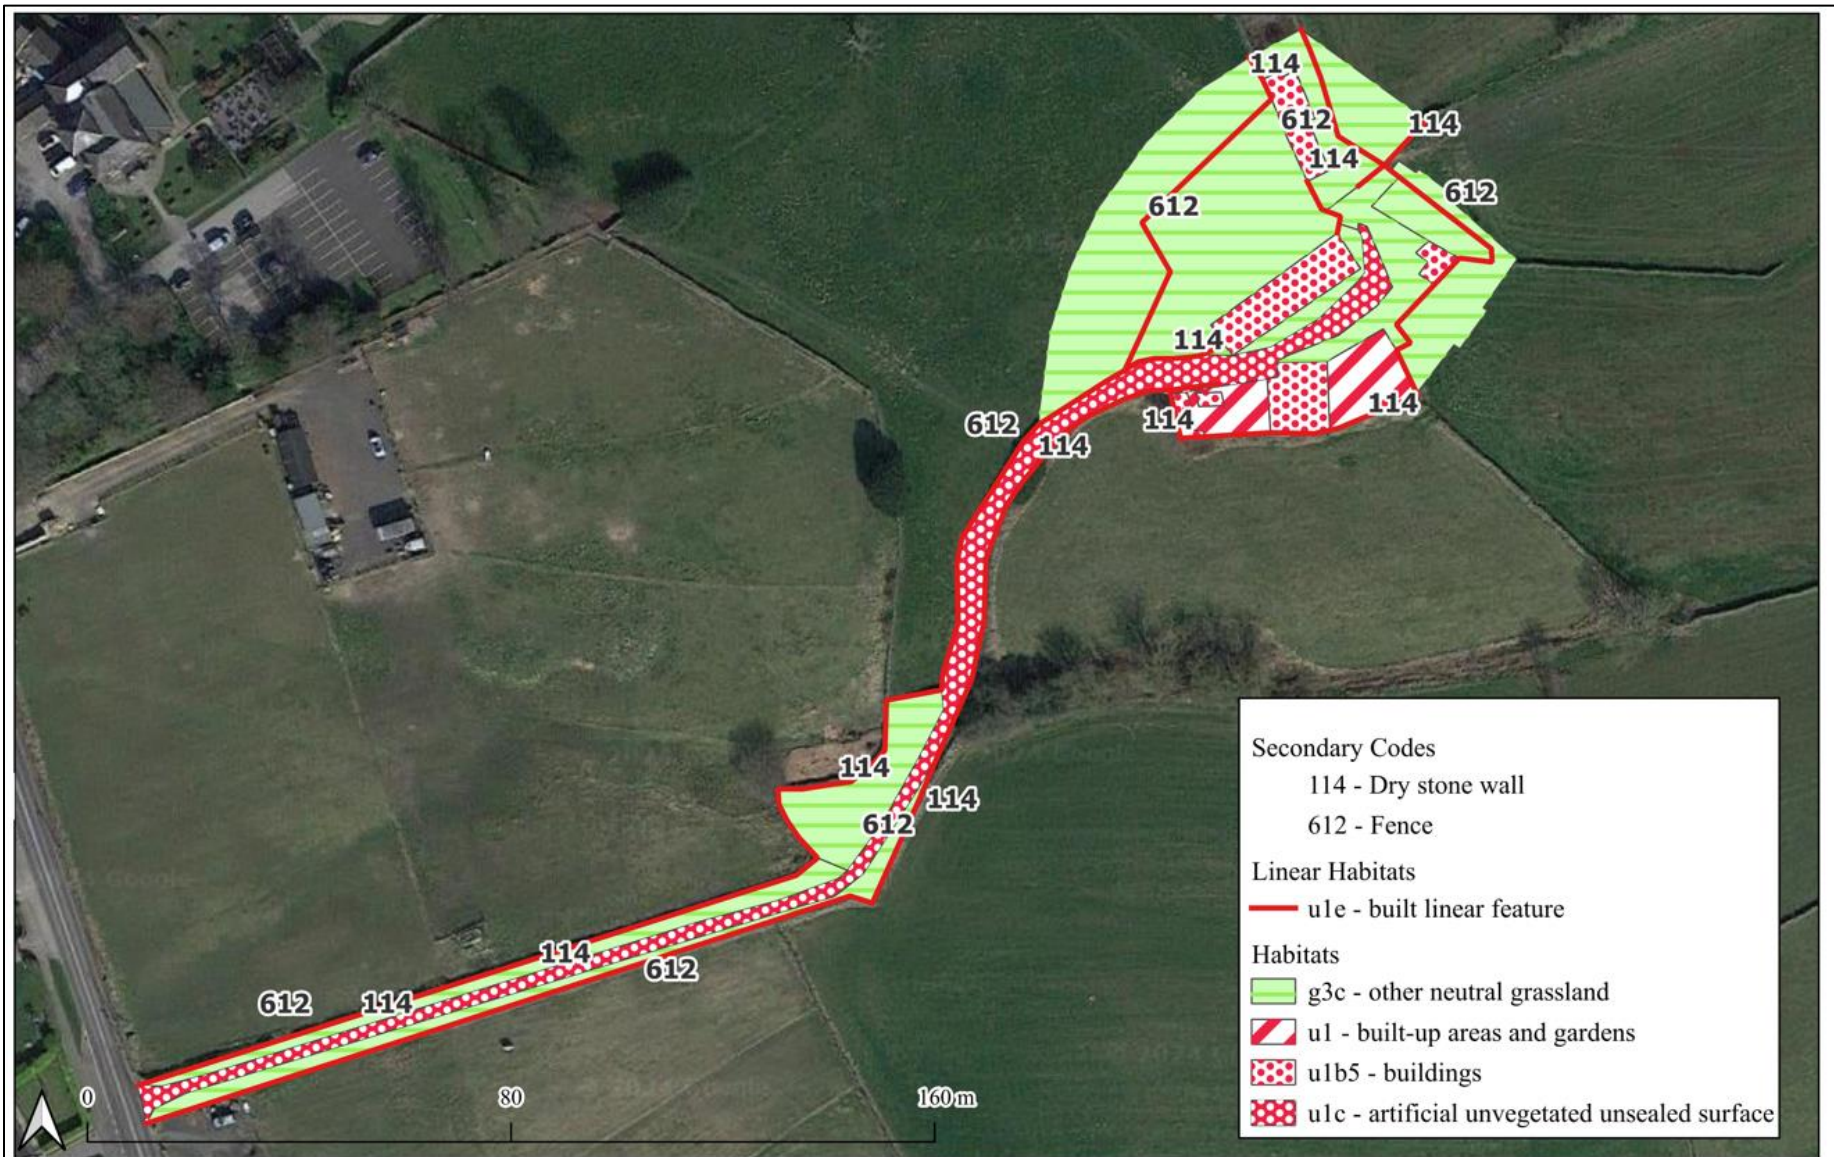 114
612
114
114
612
612
114
612
114
114
114
114
114
612
114
612
612
114
0
80
160 m
Secondary Codes
114 - Dry stone wall
612 - Fence
Linear Habitats
u1e - built linear feature
Habitats
g3c - other neutral grassland
u1 - built-up areas and gardens
u1b5 - buildings
u1c - artificial unvegetated unsealed surface